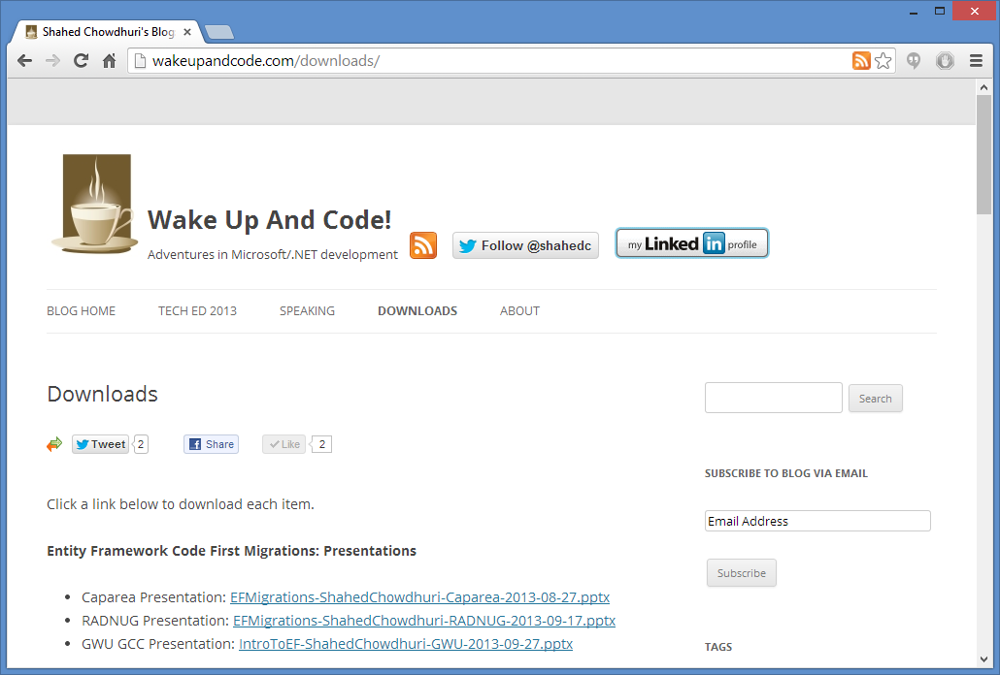 Shahed Chowdhuri's Blog
wakeupandcode.com/downloads/
Wake Up And Code!
Adventures in Microsoft/.NET development
Follow @shahedc
my Linked in profile
BLOG HOME TECH ED 2013 SPEAKING DOWNLOADS ABOUT
Downloads
Tweet 2 Share Like 2
Click a link below to download each item.
Entity Framework Code First Migrations: Presentations
Caparea Presentation: EFMigrations-ShahedChowdhuri-Caparea-2013-08-27.pptx
RADNUG Presentation: EFMigrations-ShahedChowdhuri-RADNUG-2013-09-17.pptx
GWU GCC Presentation: IntroToEF-ShahedChowdhuri-GWU-2013-09-27.pptx
Search
SUBSCRIBE TO BLOG VIA EMAIL
Email Address
Subscribe
TAGS